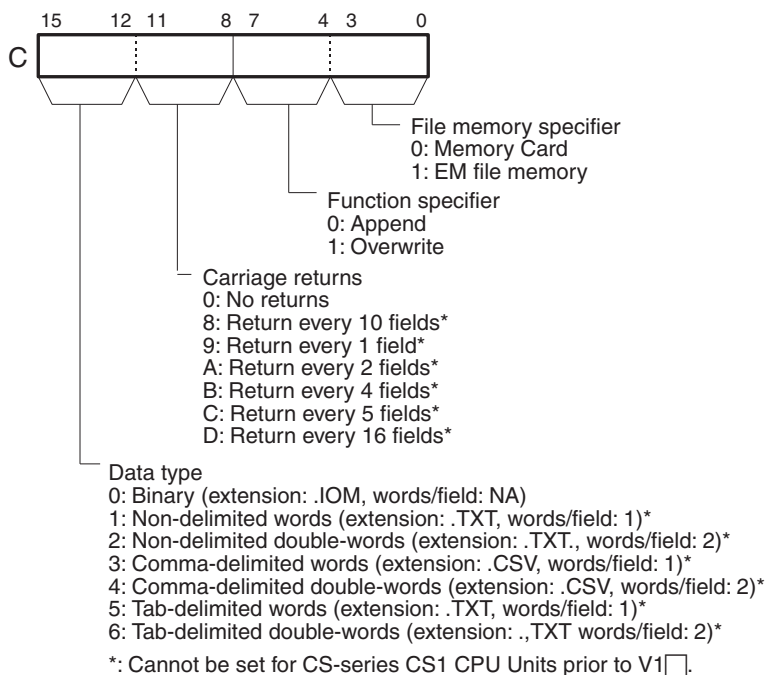 15 12 11 8 7 4 3 0
C
File memory specifier
0: Memory Card
1: EM file memory
Function specifier
0: Append
1: Overwrite
Carriage returns
0: No returns
8: Return every 10 fields*
9: Return every 1 field*
A: Return every 2 fields*
B: Return every 4 fields*
C: Return every 5 fields*
D: Return every 16 fields*
Data type
0: Binary (extension: .IOM, words/field: NA)
1: Non-delimited words (extension: .TXT, words/field: 1)*
2: Non-delimited double-words (extension: .TXT., words/field: 2)*
3: Comma-delimited words (extension: .CSV, words/field: 1)*
4: Comma-delimited double-words (extension: .CSV, words/field: 2)*
5: Tab-delimited words (extension: .TXT, words/field: 1)*
6: Tab-delimited double-words (extension: .,TXT words/field: 2)*
*: Cannot be set for CS-series CS1 CPU Units prior to V1□.